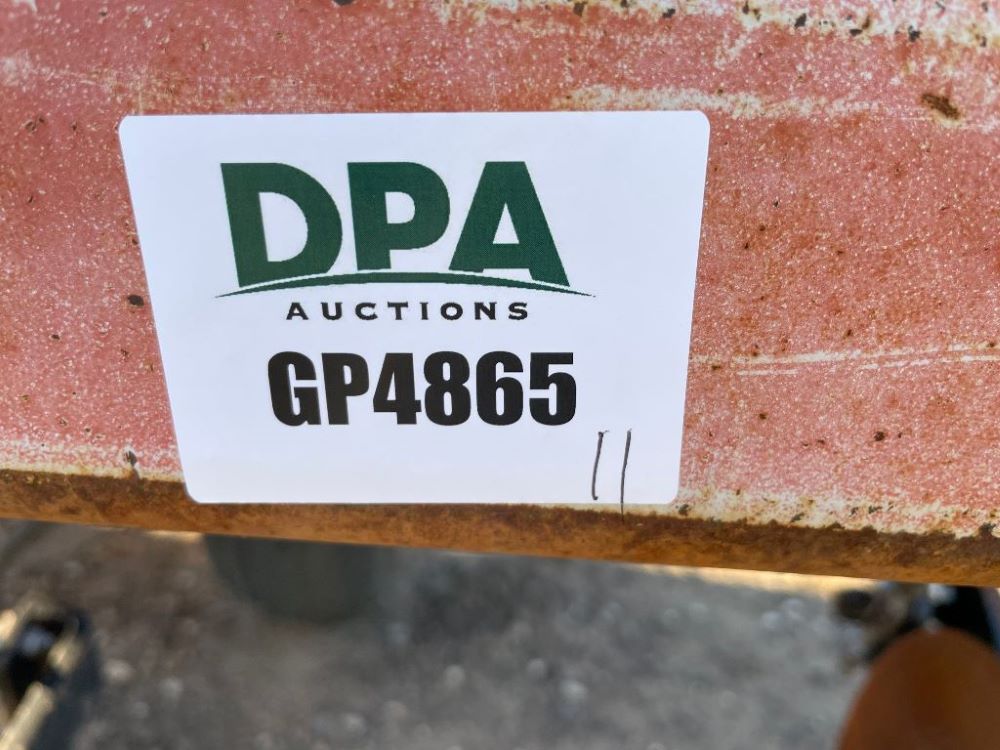 DPA
AUCTIONS
GP4865
11